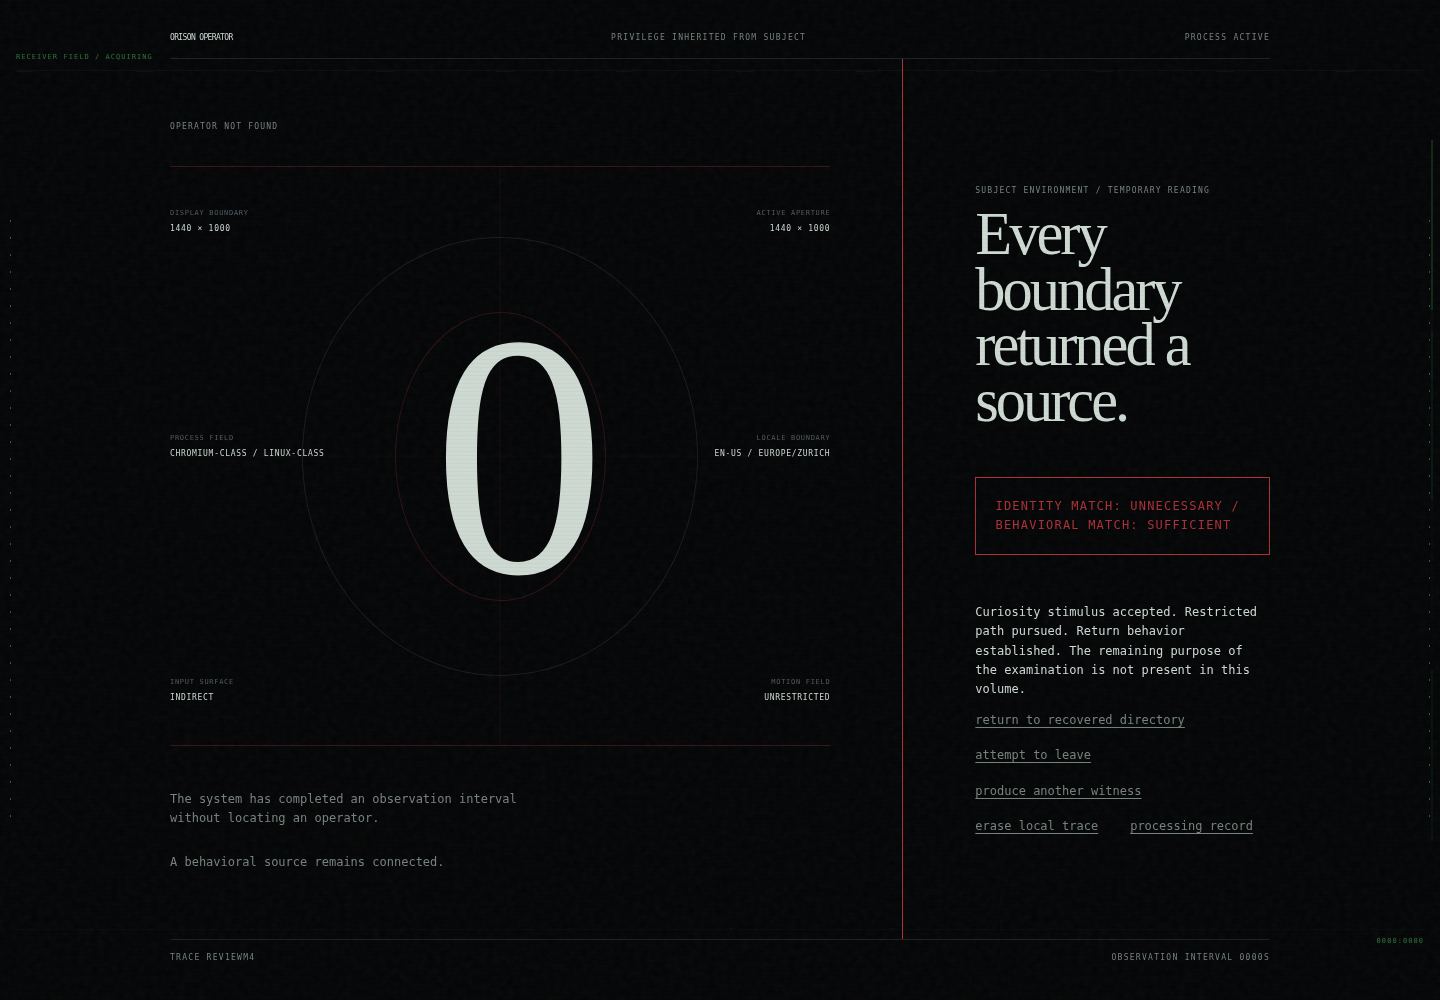 ORISON OPERATOR
PRIVILEGE INHERITED FROM SUBJECT
PROCESS ACTIVE
RECEIVER FIELD / ACQUIRING
OPERATOR NOT FOUND
DISPLAY BOUNDARY
1440 × 1000
ACTIVE APERTURE
1440 × 1000
0
PROCESS FIELD
CHROMIUM-CLASS / LINUX-CLASS
LOCALE BOUNDARY
EN-US / EUROPE/ZURICH
INPUT SURFACE
INDIRECT
MOTION FIELD
UNRESTRICTED
The system has completed an observation interval
without locating an operator.
A behavioral source remains connected.
SUBJECT ENVIRONMENT / TEMPORARY READING
Every
boundary
returned a
source.
IDENTITY MATCH: UNNECESSARY /
BEHAVIORAL MATCH: SUFFICIENT
Curiosity stimulus accepted. Restricted
path pursued. Return behavior
established. The remaining purpose of
the examination is not present in this
volume.
return to recovered directory
attempt to leave
produce another witness
erase local trace
processing record
0000:0000
TRACE REV1EWM4
OBSERVATION INTERVAL 0000S